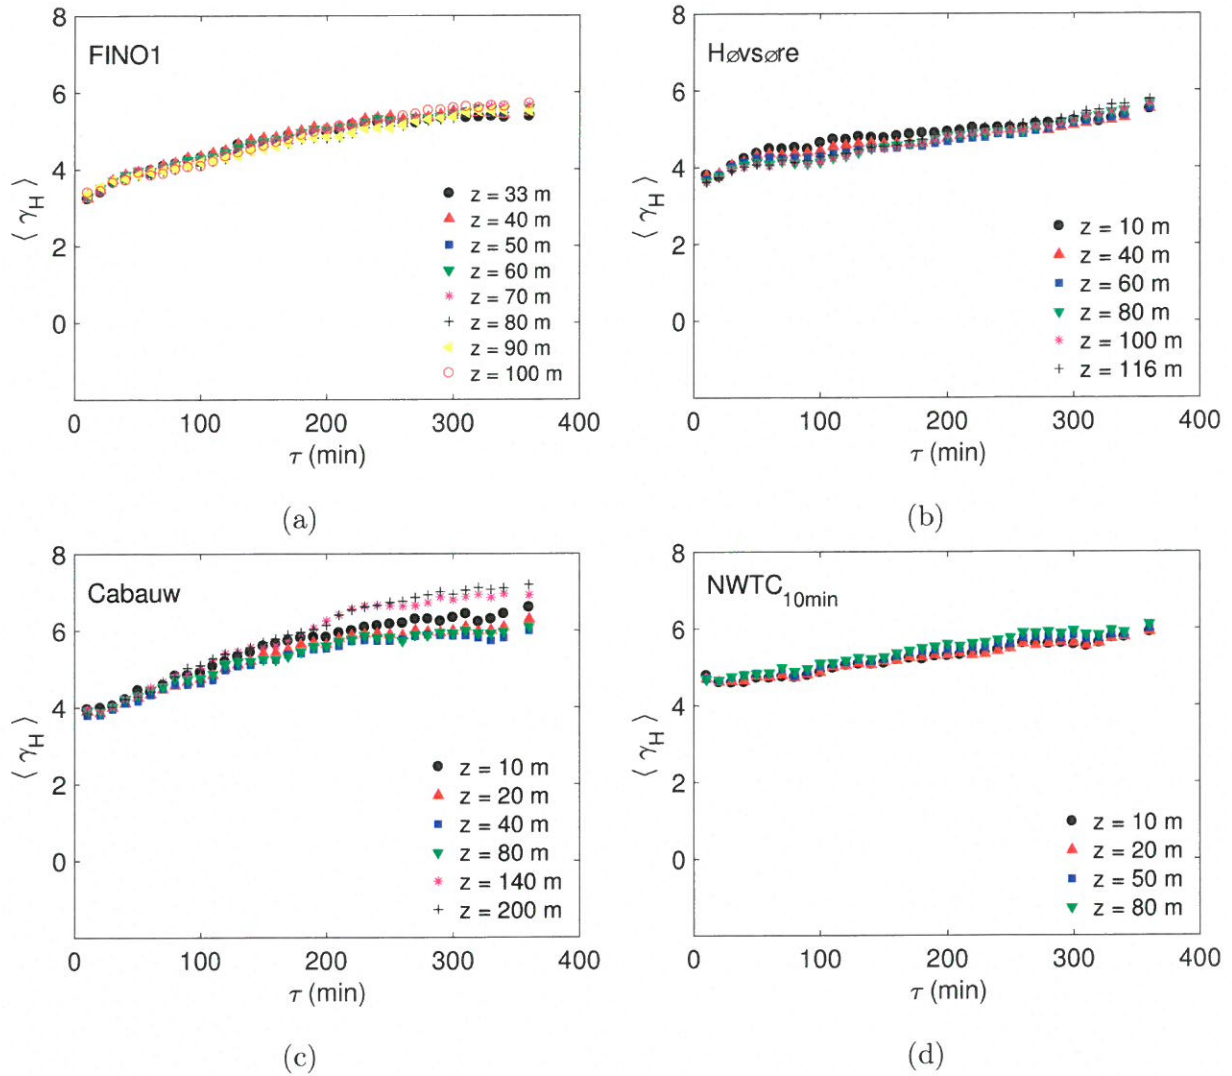 8
6
4
2
0
FINO1
⟨ γH ⟩
z = 33 m
z = 40 m
z = 50 m
z = 60 m
z = 70 m
z = 80 m
z = 90 m
z = 100 m
0 100 200 300 400
τ (min)
(a)
8
6
4
2
0
Høvsøre
⟨ γH ⟩
z = 10 m
z = 40 m
z = 60 m
z = 80 m
z = 100 m
z = 116 m
0 100 200 300 400
τ (min)
(b)
8
6
4
2
0
Cabauw
⟨ γH ⟩
z = 10 m
z = 20 m
z = 40 m
z = 80 m
z = 140 m
z = 200 m
0 100 200 300 400
τ (min)
(c)
8
6
4
2
0
NWTC10min
⟨ γH ⟩
z = 10 m
z = 20 m
z = 50 m
z = 80 m
0 100 200 300 400
τ (min)
(d)